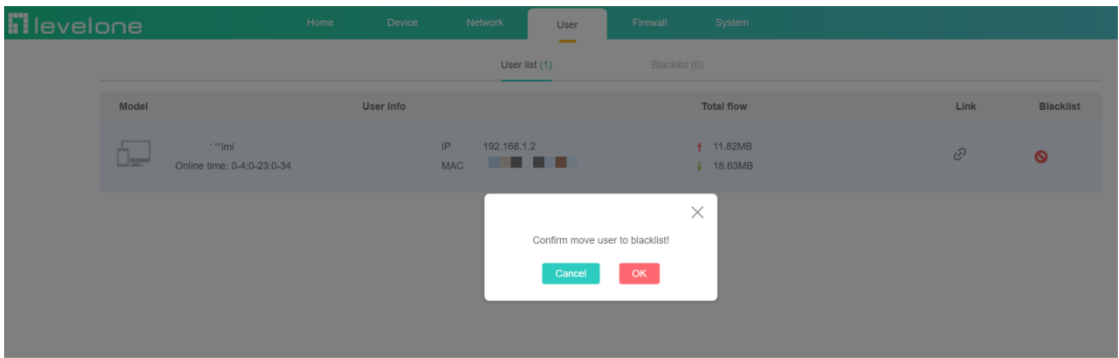 levelone
Home Device Network User Firewall System
User list (1) Blacklist (0)
Model User Info Total flow Link Blacklist
IP 192.168.1.2 11.82MB
Online time: 0-4:0-23:0-34 MAC 18.63MB
Confirm move user to blacklist!
Cancel OK